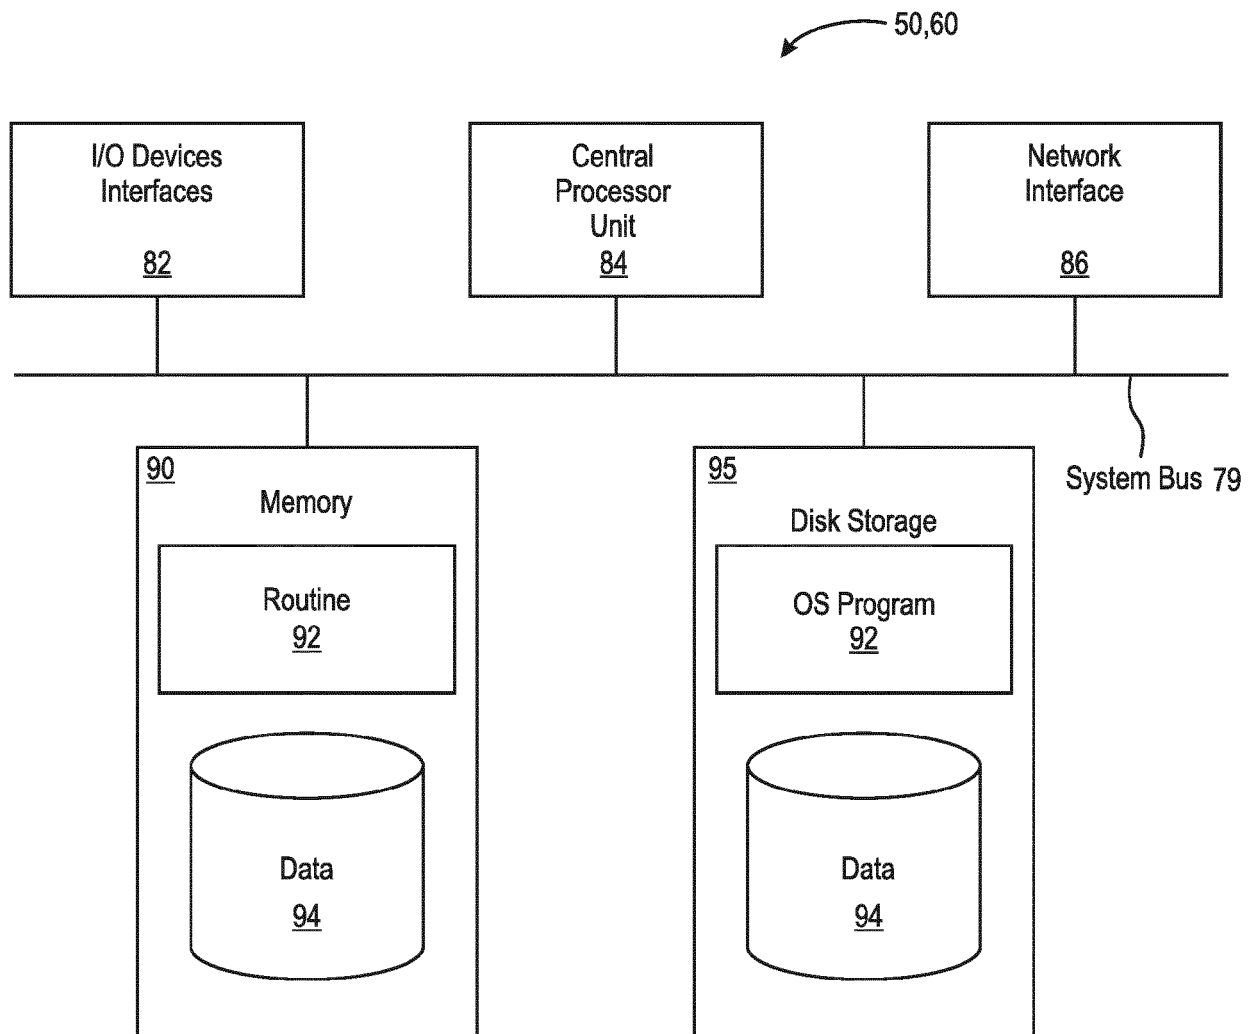 50,60
I/O Devices
Interfaces
82
Central
Processor
Unit
84
Network
Interface
86
System Bus 79
90
Memory
Routine
92
Data
94
95
Disk Storage
OS Program
92
Data
94